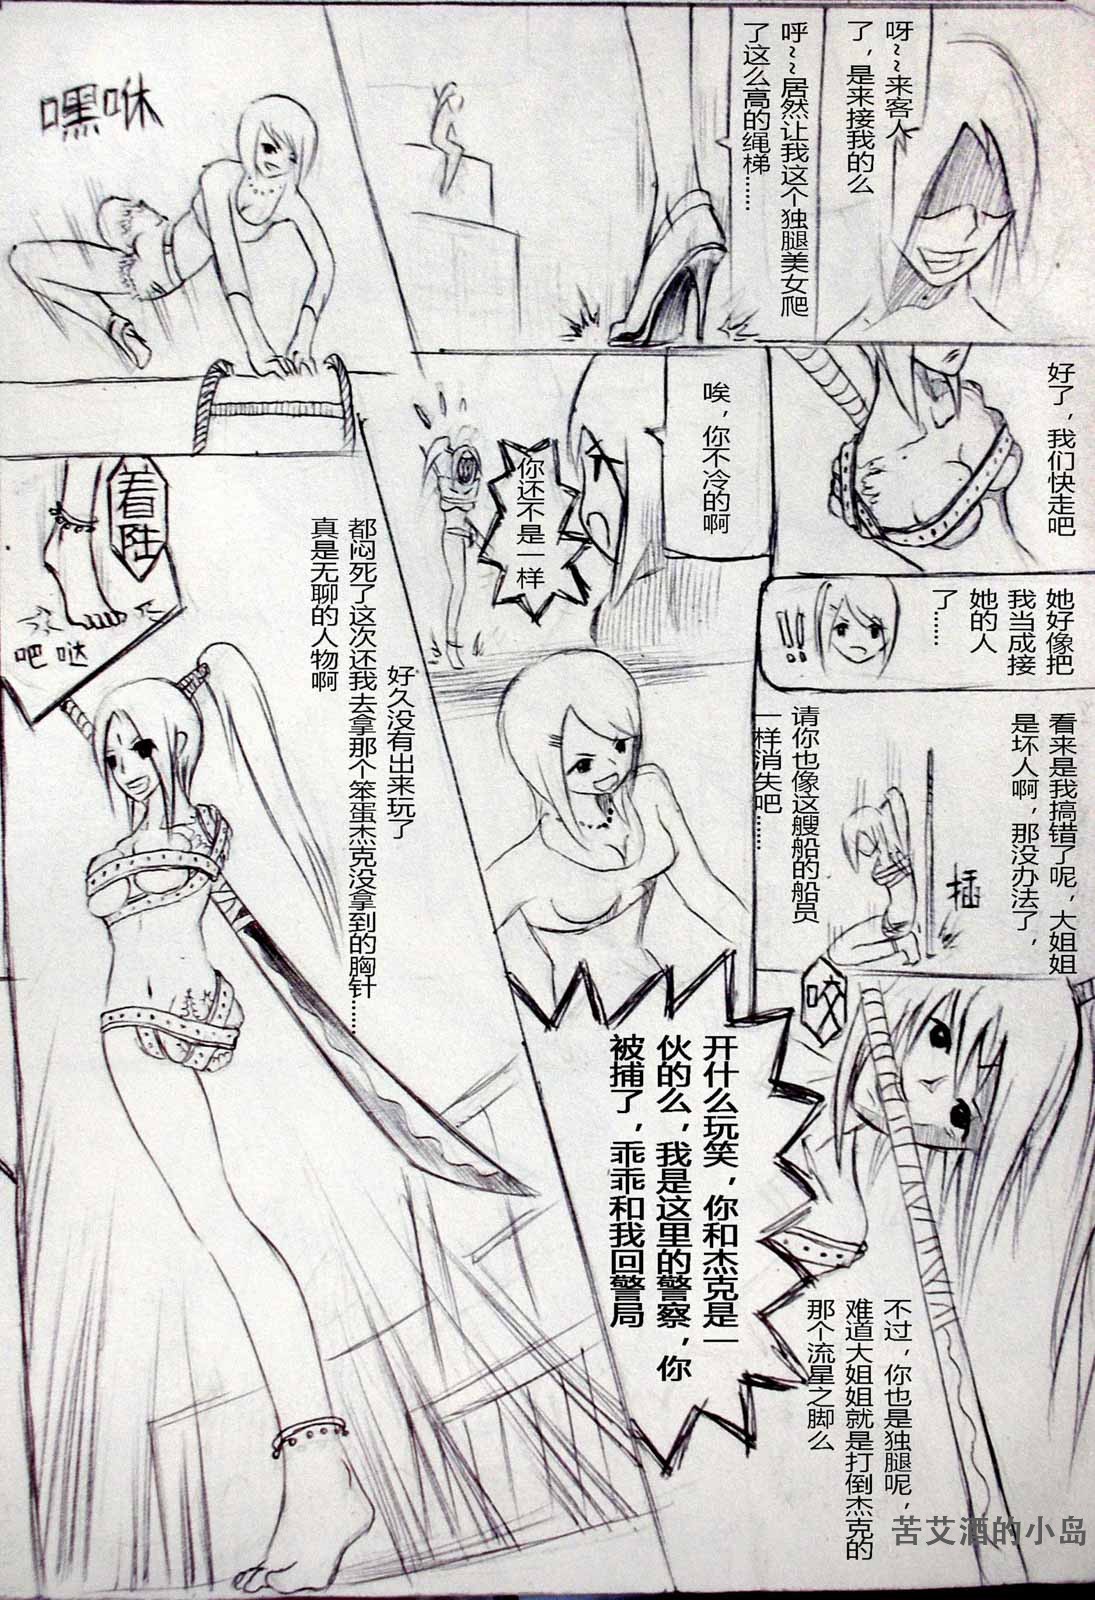 呀~~来客人
了，是来接我的么
呼~~居然让我这个独腿美女爬
了这么高的绳梯……
嘿咻
好了，我们快走吧
唉，你不冷的啊
你还不是一样
着陆
吧哒
她好像把
我当成接
她的人
了……
!!
好久没有出来玩了
都闷死了这次还我去拿那个笨蛋杰克没拿到的胸针
真是无聊的人物啊……
看来是我搞错了呢，大姐姐
是坏人啊，那没办法了，
请你也像这艘船的船员
一样消失吧……
插
咬
开什么玩笑，你和杰克是一
伙的么，我是这里的警察，你
被捕了，乖乖和我回警局
不过，你也是独腿呢，
难道大姐姐就是打倒杰克的
那个流星之脚么
苦艾酒的小岛